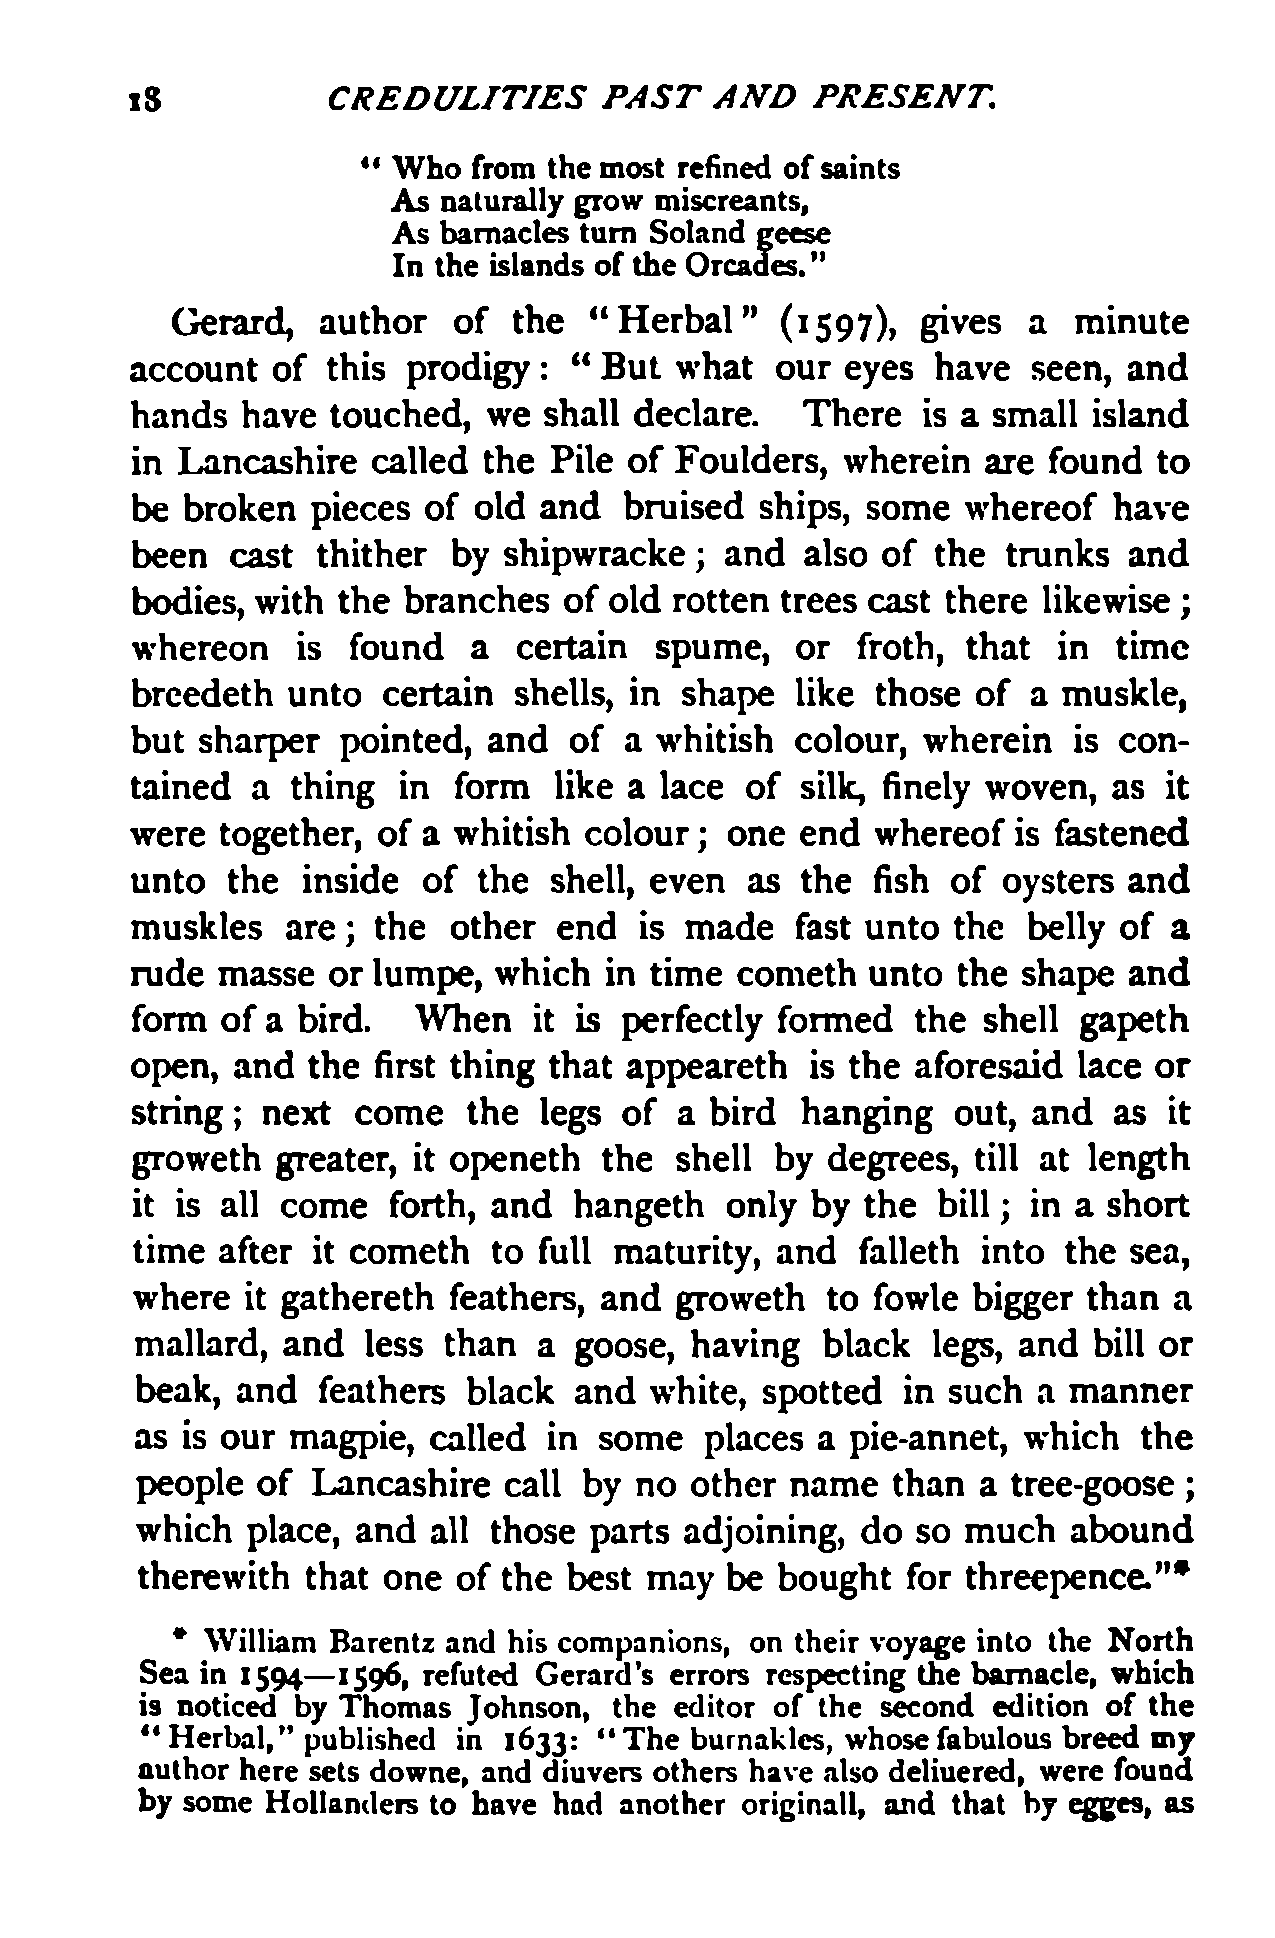 18 CREDULITIES PAST AND PRESENT.
“ Who from the most refined of saints
As naturally grow miscreants,
As barnacles turn Soland geese
In the islands of the Orcades.”
Gerard, author of the “ Herbal ” (1597), gives a minute
account of this prodigy : “ But what our eyes have seen, and
hands have touched, we shall declare. There is a small island
in Lancashire called the Pile of Foulders, wherein are found to
be broken pieces of old and bruised ships, some whereof have
been cast thither by shipwracke ; and also of the trunks and
bodies, with the branches of old rotten trees cast there likewise ;
whereon is found a certain spume, or froth, that in time
breedeth unto certain shells, in shape like those of a muskle,
but sharper pointed, and of a whitish colour, wherein is con-
tained a thing in form like a lace of silk, finely woven, as it
were together, of a whitish colour ; one end whereof is fastened
unto the inside of the shell, even as the fish of oysters and
muskles are ; the other end is made fast unto the belly of a
rude masse or lumpe, which in time cometh unto the shape and
form of a bird. When it is perfectly formed the shell gapeth
open, and the first thing that appeareth is the aforesaid lace or
string ; next come the legs of a bird hanging out, and as it
groweth greater, it openeth the shell by degrees, till at length
it is all come forth, and hangeth only by the bill ; in a short
time after it cometh to full maturity, and falleth into the sea,
where it gathereth feathers, and groweth to fowle bigger than a
mallard, and less than a goose, having black legs, and bill or
beak, and feathers black and white, spotted in such a manner
as is our magpie, called in some places a pie-annet, which the
people of Lancashire call by no other name than a tree-goose ;
which place, and all those parts adjoining, do so much abound
therewith that one of the best may be bought for threepence.”*
* William Barentz and his companions, on their voyage into the North
Sea in 1594—1596, refuted Gerard's errors respecting the barnacle, which
is noticed by Thomas Johnson, the editor of the second edition of the
“ Herbal,” published in 1633: “ The burnakles, whose fabulous breed my
author here sets downe, and diuvers others have also deliuered, were found
by some Hollanders to have had another originall, and that by egges, as